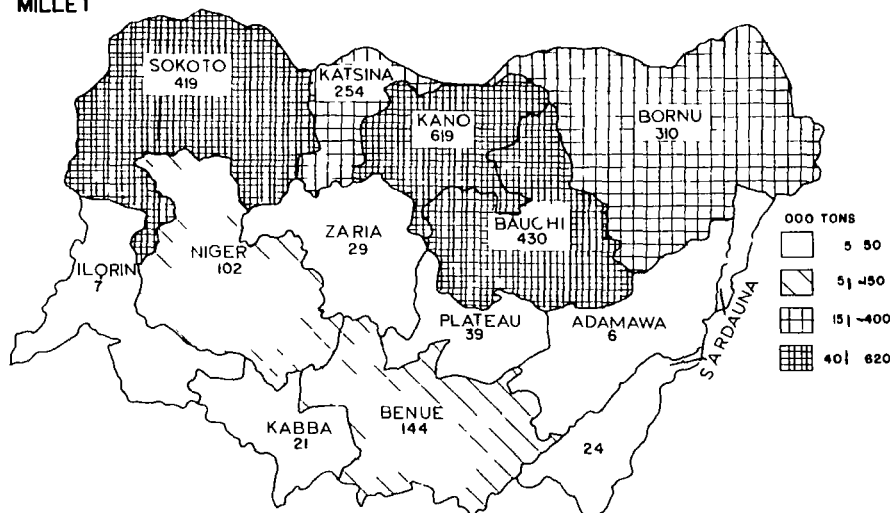 MILLET
SOKOTO
419
KATSINA
254
KANO
619
BORNU
310
BAUCHI
430
ZARIA
29
NIGER
102
ILORIN
7
PLATEAU
39
ADAMAWA
6
SARDAUNA
24
KABBA
21
BENUE
144
000 TONS
5 50
51 -150
151 -400
401 620